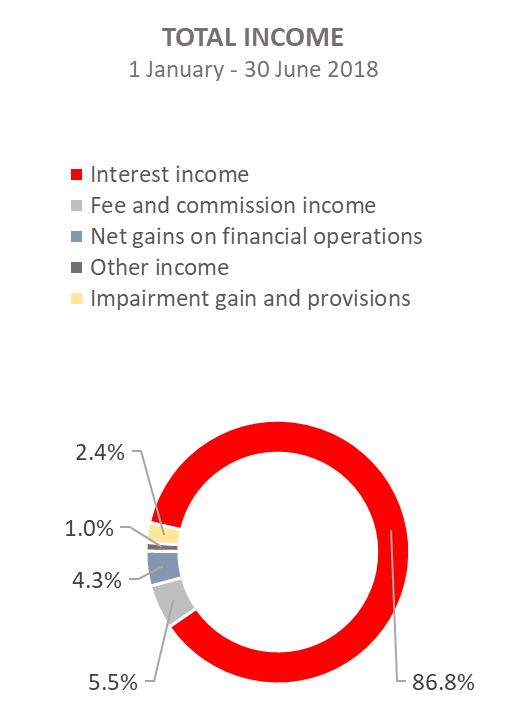 TOTAL INCOME
1 January - 30 June 2018
Interest income
Fee and commission income
Net gains on financial operations
Other income
Impairment gain and provisions
2.4%
1.0%
4.3%
5.5%
86.8%